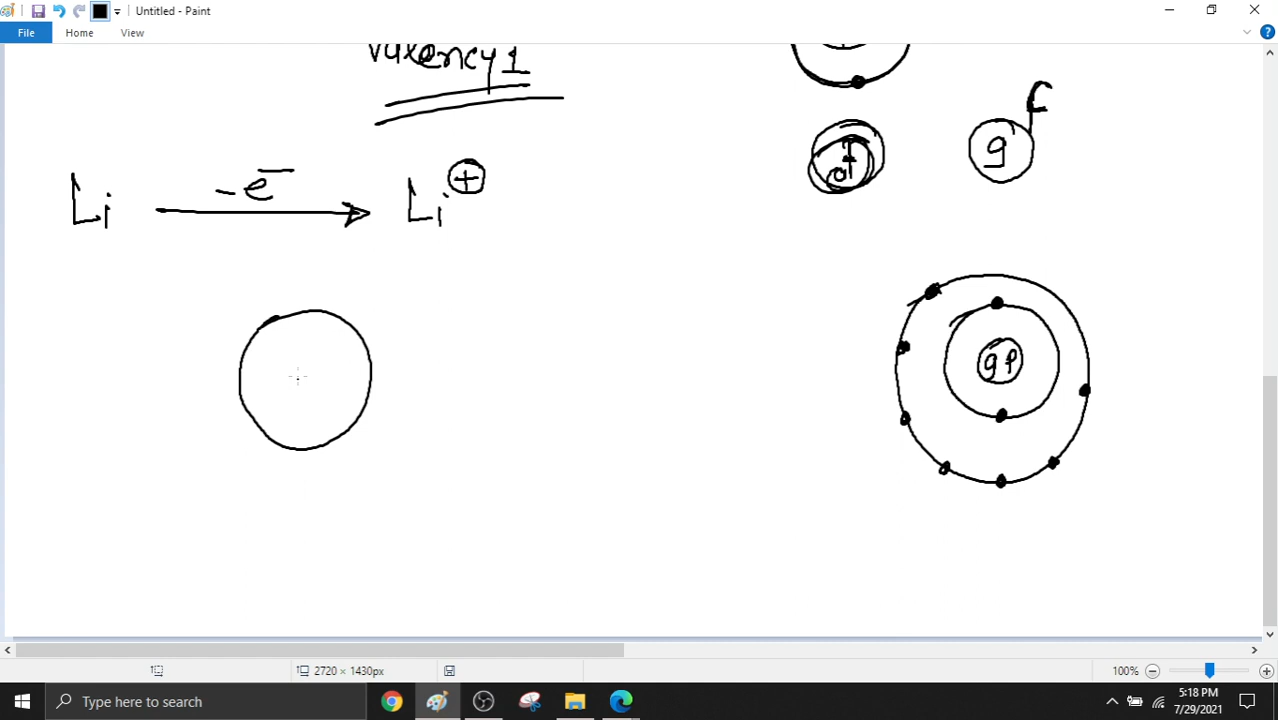 Untitled - Paint
File Home View
Valency 1
Li -e⁻ Li⁺
9 F
9P
2720 × 1430px
100%
Type here to search
5:18 PM
7/29/2021